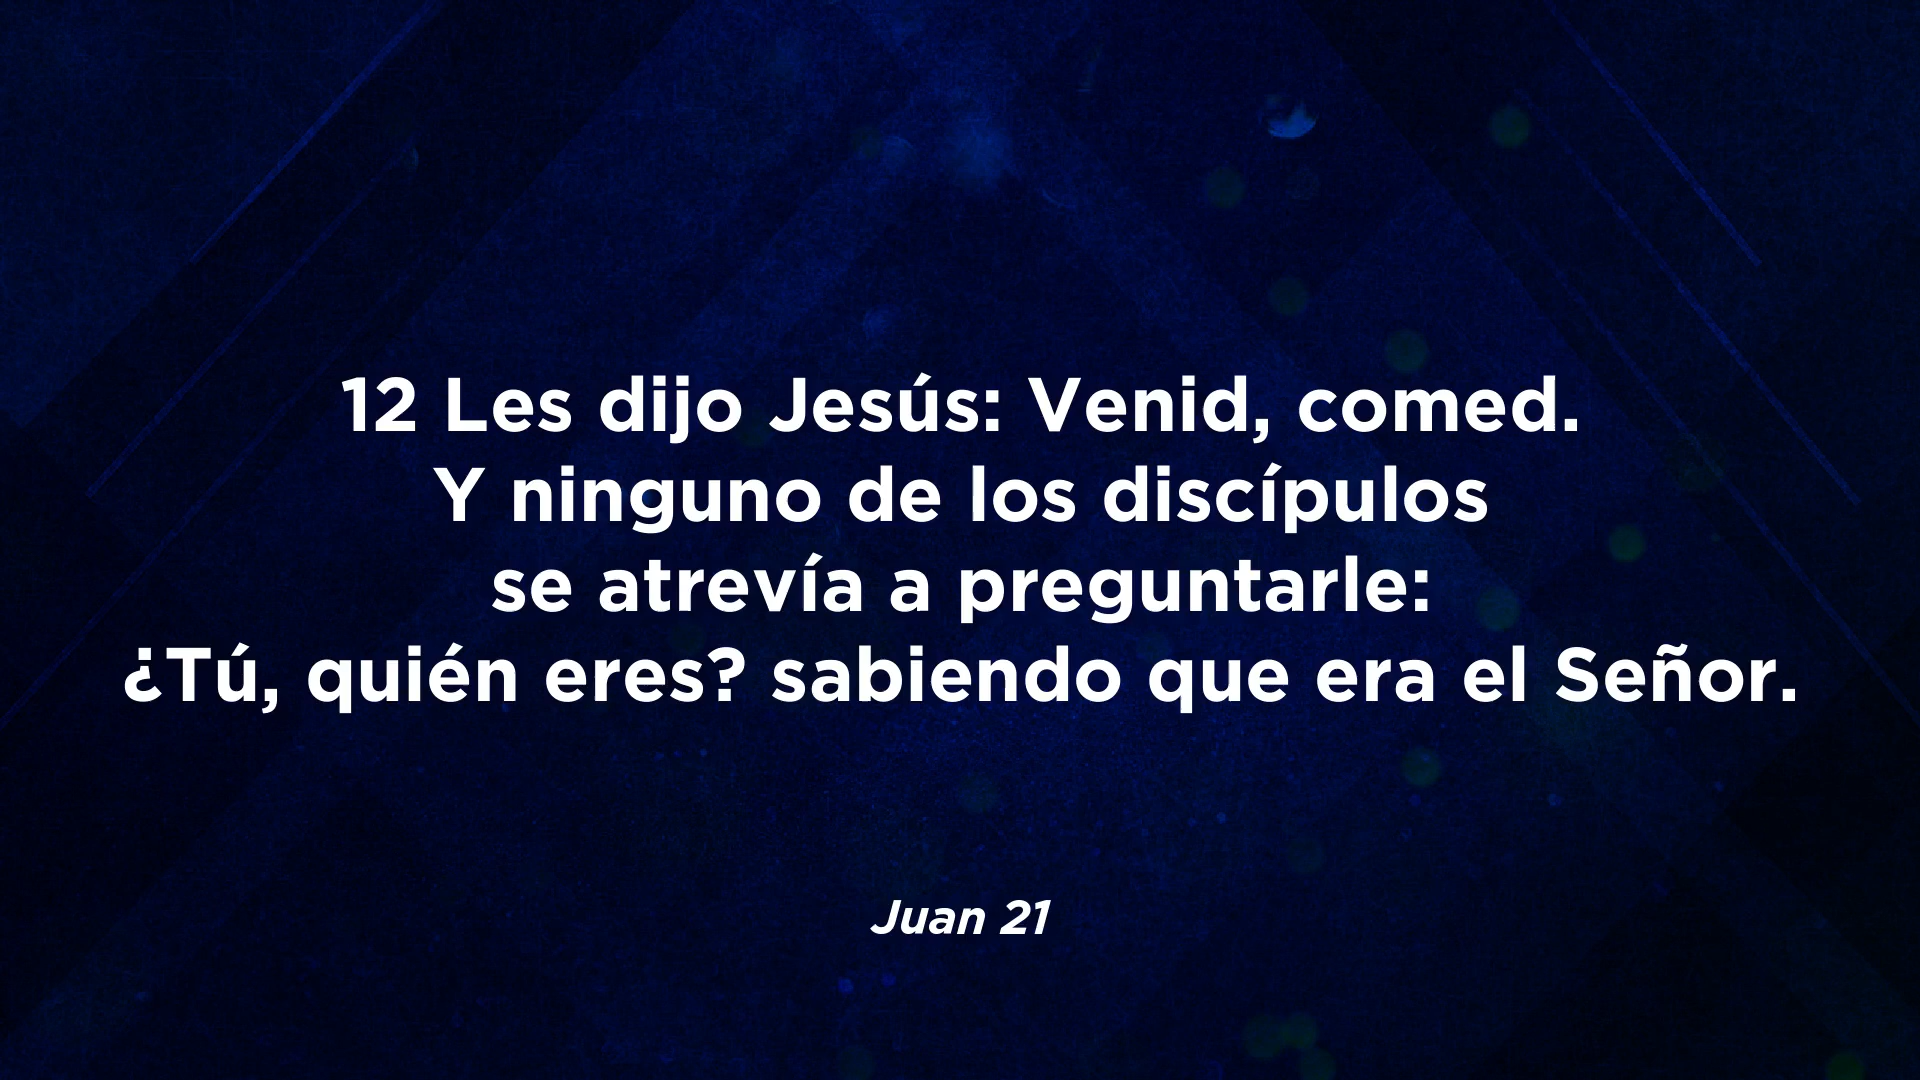 12 Les dijo Jesús: Venid, comed.
Y ninguno de los discípulos
se atrevía a preguntarle:
¿Tú, quién eres? sabiendo que era el Señor.
Juan 21